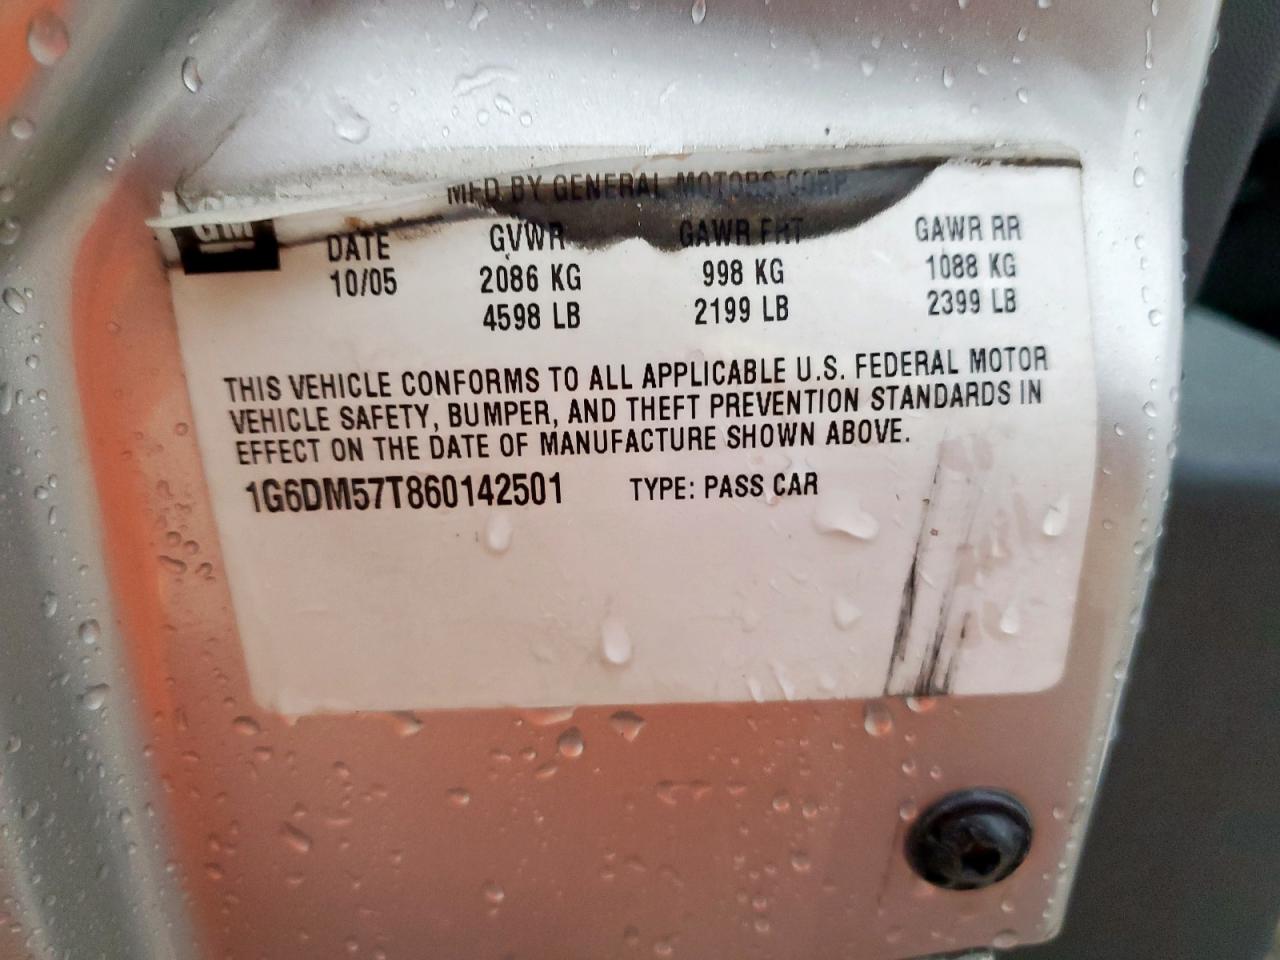 MFD BY GENERAL MOTORS CORP
GM
DATE GVWR GAWR FRT GAWR RR
10/05 2086 KG 998 KG 1088 KG
4598 LB 2199 LB 2399 LB
THIS VEHICLE CONFORMS TO ALL APPLICABLE U.S. FEDERAL MOTOR
VEHICLE SAFETY, BUMPER, AND THEFT PREVENTION STANDARDS IN
EFFECT ON THE DATE OF MANUFACTURE SHOWN ABOVE.
1G6DM57T860142501 TYPE: PASS CAR